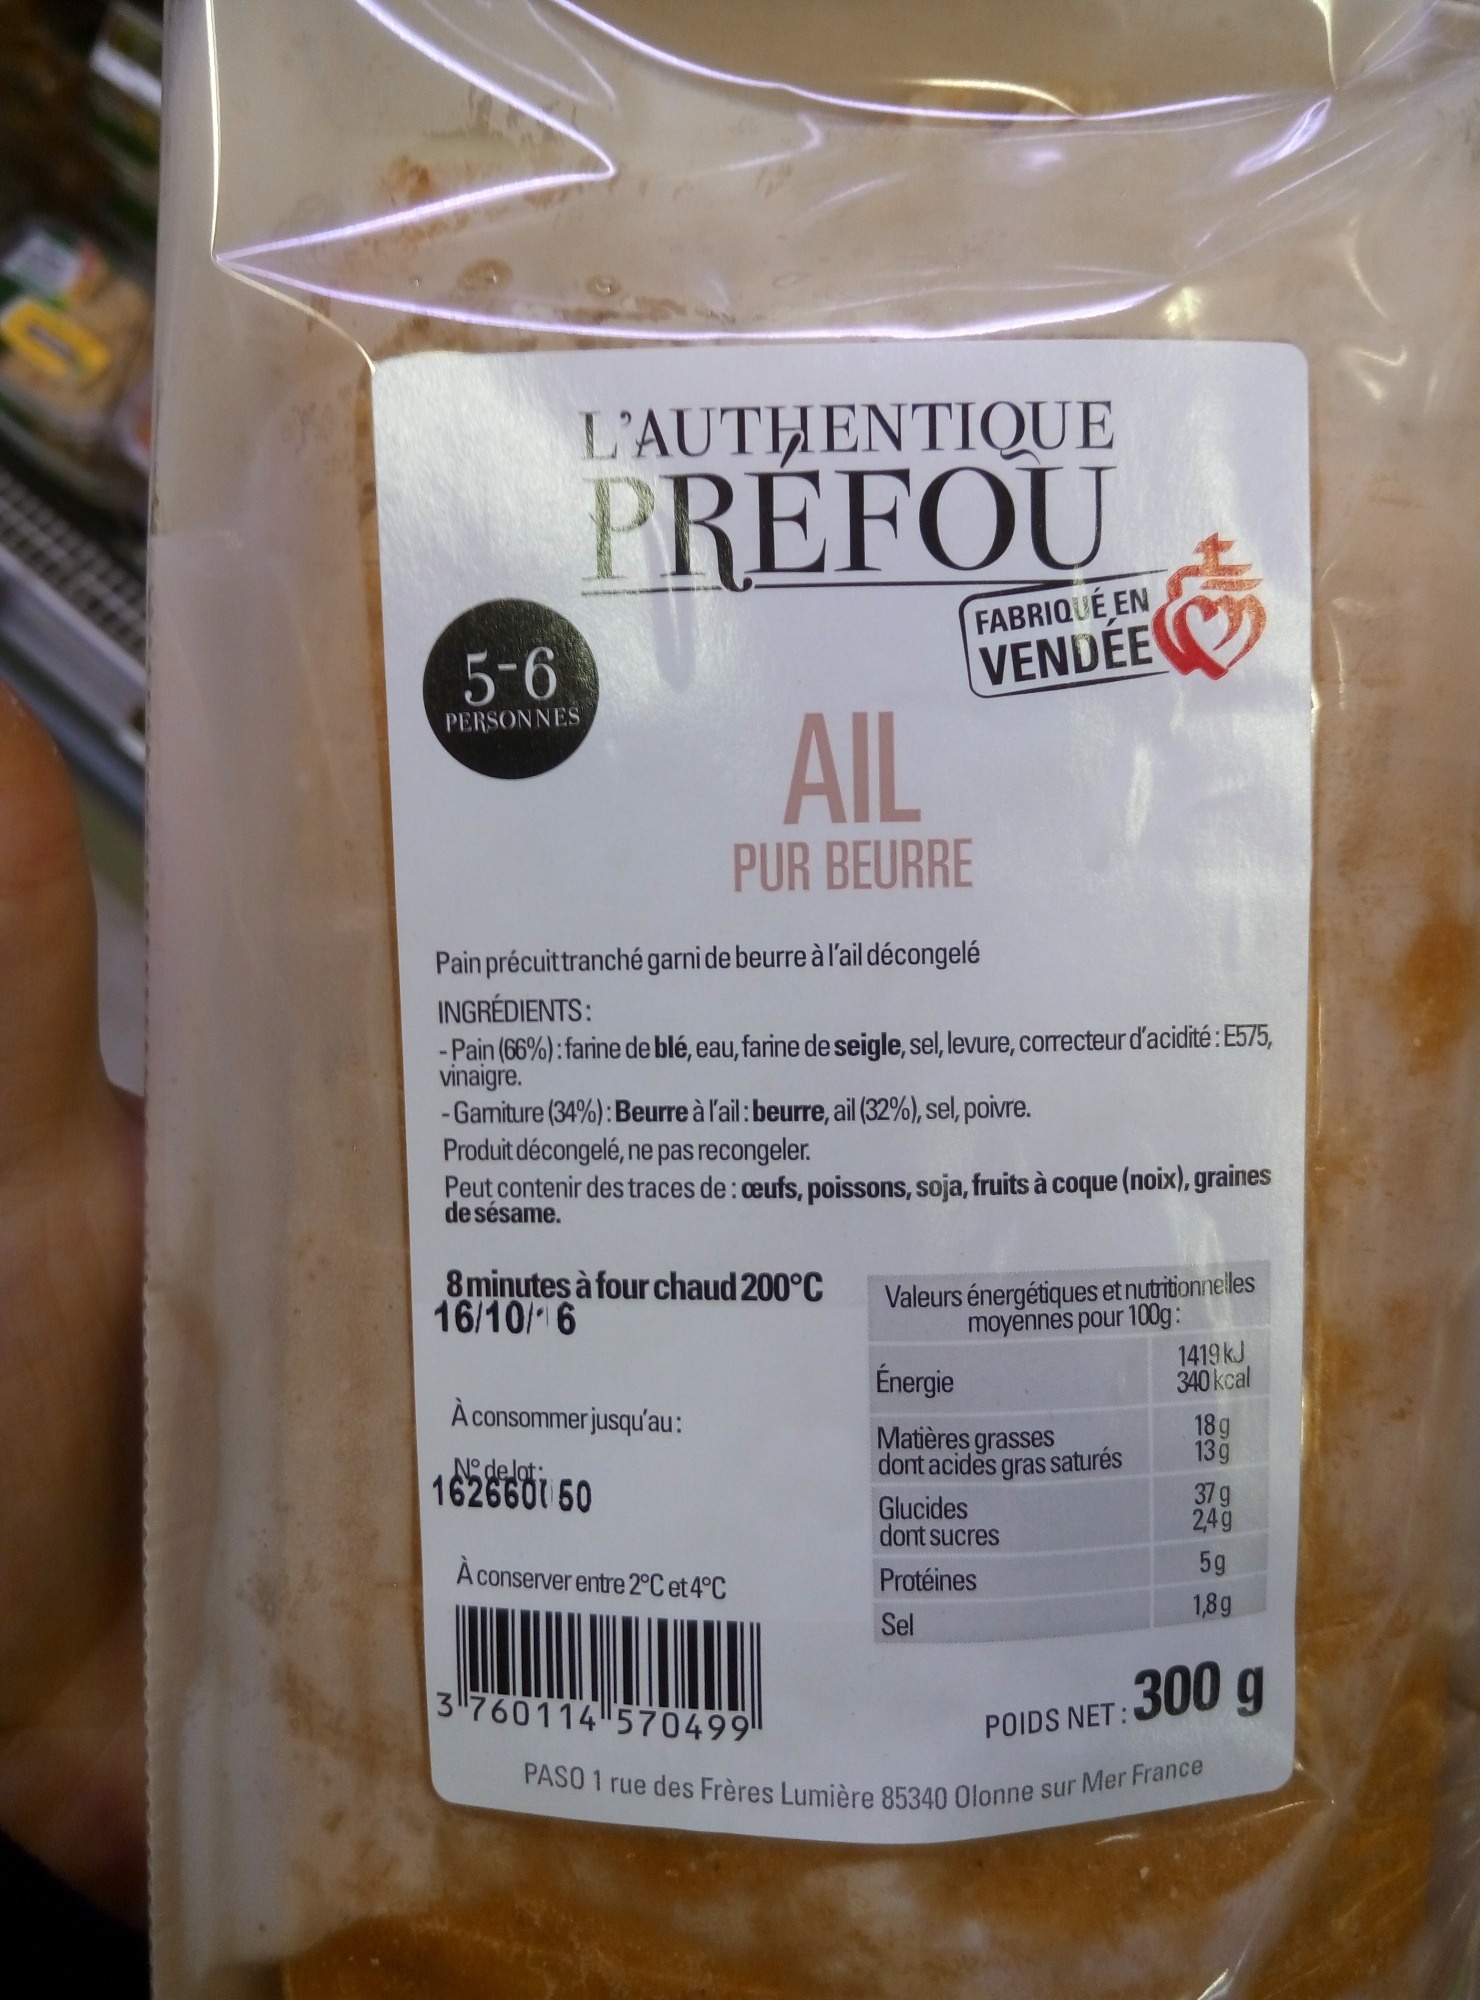 L'AUTHENTIQUE
PRÉFOU
FABRIQUÉ EN
VENDÉE
5-6
PERSONNES
AIL
PUR BEURRE
Pain précuit tranché garni de beurre à l'ail décongelé
INGRÉDIENTS :
- Pain (66%) : farine de blé, eau, farine de seigle, sel, levure, correcteur d'acidité : E575,
vinaigre.
- Garniture (34%) : Beurre à l'ail : beurre, ail (32%), sel, poivre.
Produit décongelé, ne pas recongeler.
Peut contenir des traces de : œufs, poissons, soja, fruits à coque (noix), graines
de sésame.
8 minutes à four chaud 200°C
À consommer jusqu'au :
N° de lot :
À conserver entre 2°C et 4°C
3 760114 570499
Valeurs énergétiques et nutritionnelles
moyennes pour 100g :
Énergie 1419 kJ
340 kcal
Matières grasses 18 g
dont acides gras saturés 13 g
Glucides 37 g
dont sucres 2,4 g
Protéines 5 g
Sel 1,8 g
POIDS NET : 300 g
PASO 1 rue des Frères Lumière 85340 Olonne sur Mer France